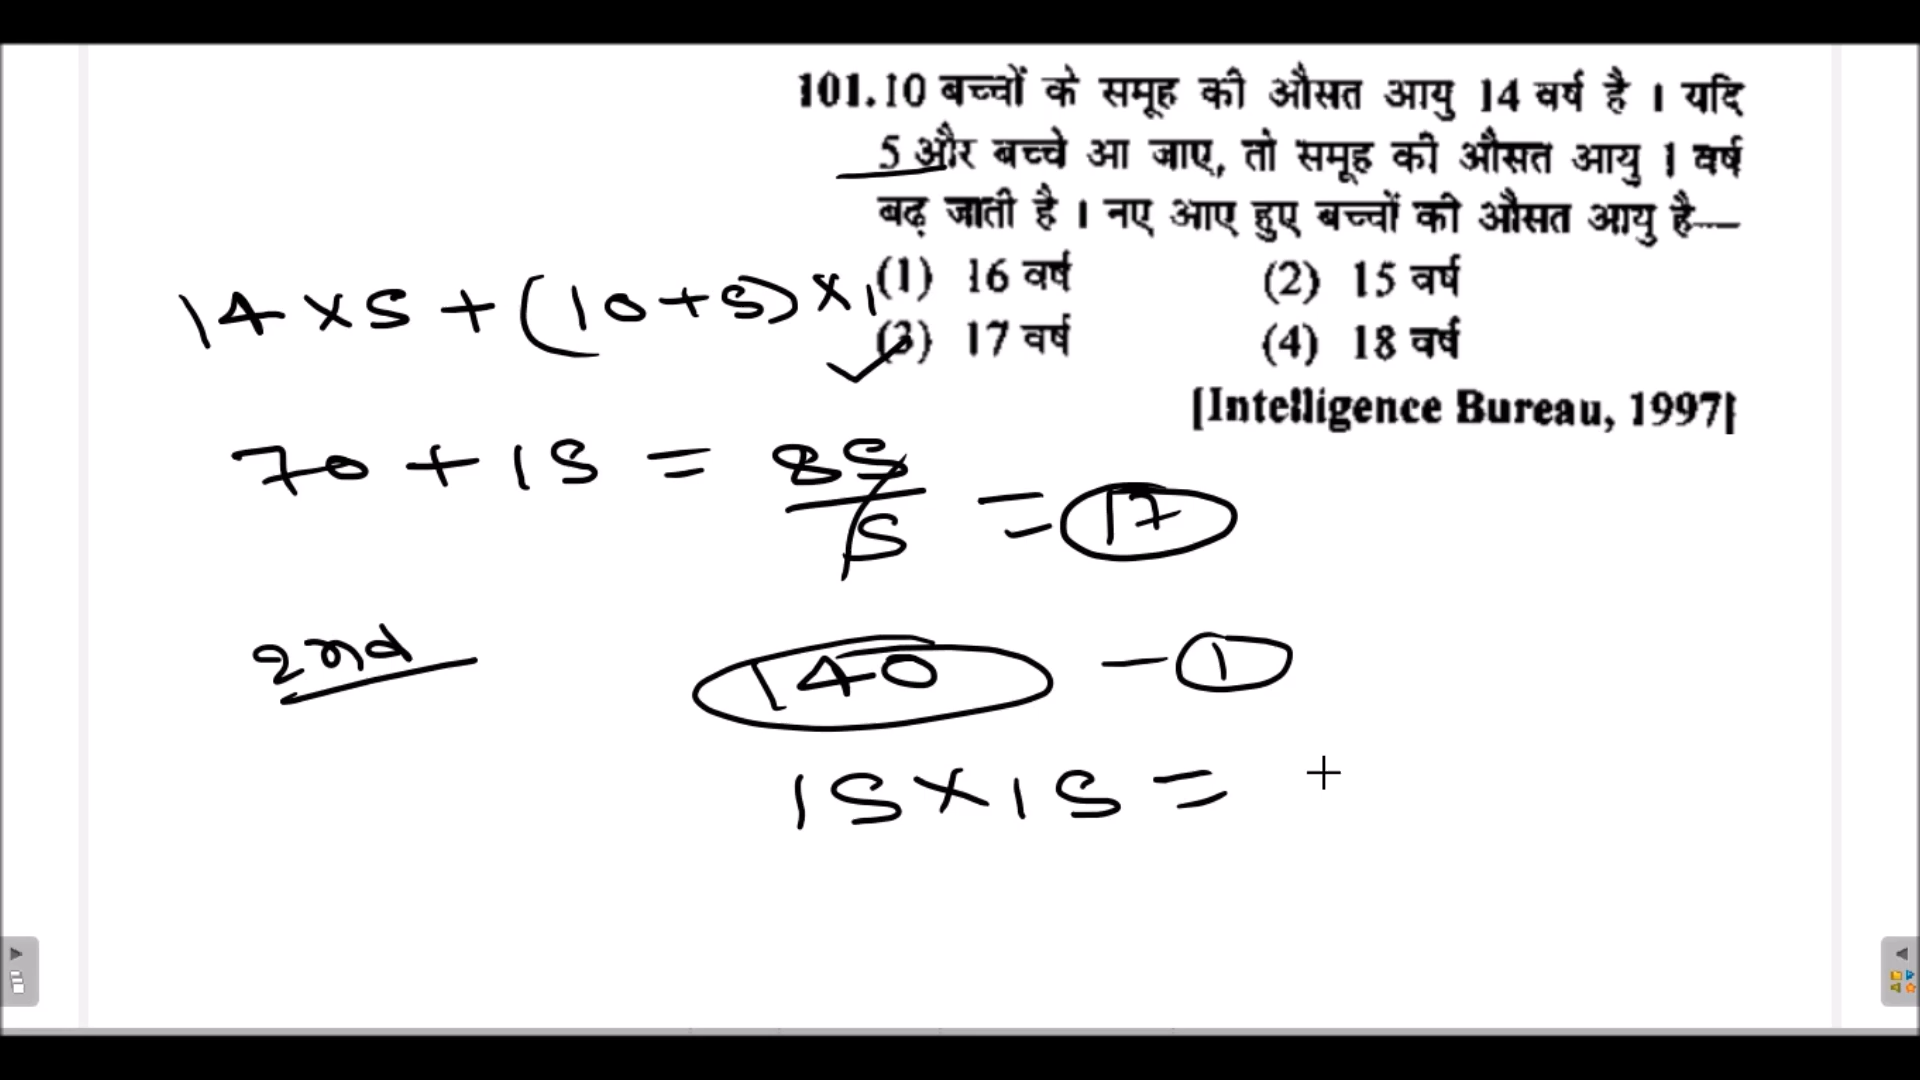 101. 10 बच्चों के समूह की औसत आयु 14 वर्ष है । यदि
5 और बच्चे आ जाए, तो समूह की औसत आयु 1 वर्ष
बढ़ जाती है । नए आए हुए बच्चों की औसत आयु है—
(1) 16 वर्ष (2) 15 वर्ष
(3) 17 वर्ष (4) 18 वर्ष
[Intelligence Bureau, 1997]
14 × 5 + (10+5) × 1
70 + 15 = 85/5 = 17
2nd
140 — 1
15 × 15 =